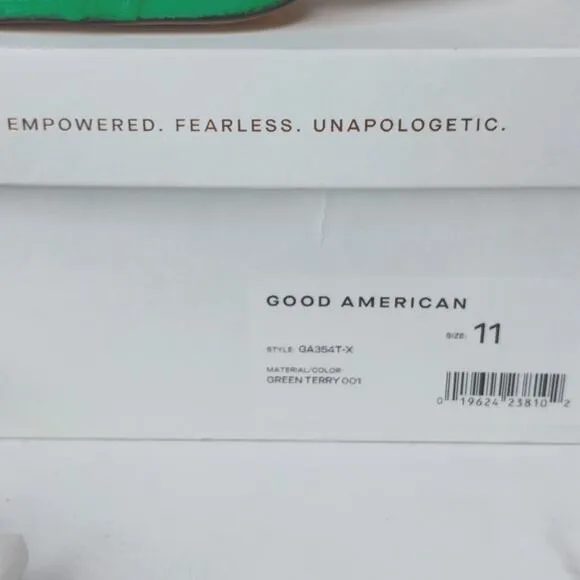 EMPOWERED. FEARLESS. UNAPOLOGETIC.
GOOD AMERICAN
SIZE: 11
STYLE: GA354T-X
MATERIAL/COLOR
GREEN TERRY 001
0 19624 23810 2